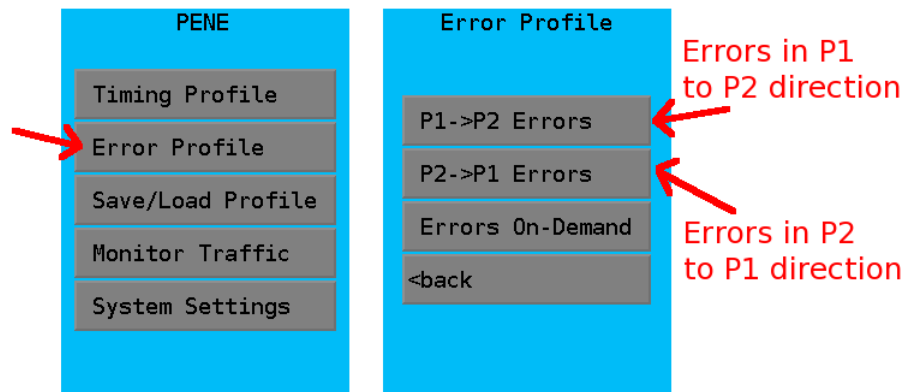 PENE
Timing Profile
Error Profile
Save/Load Profile
Monitor Traffic
System Settings
Error Profile
P1->P2 Errors
P2->P1 Errors
Errors On-Demand
<back
Errors in P1
to P2 direction
Errors in P2
to P1 direction